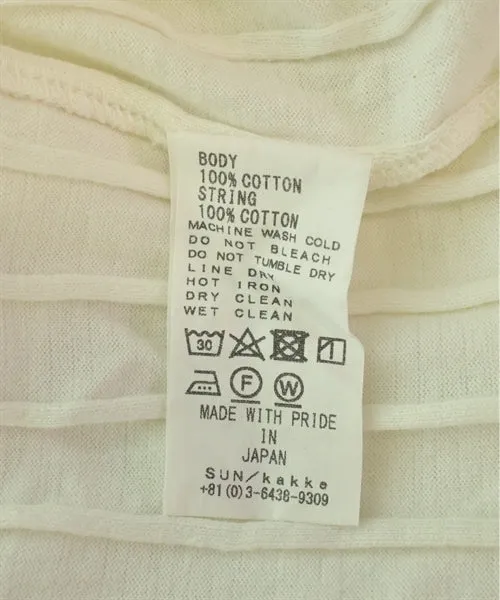 BODY
100% COTTON
STRING
100% COTTON
MACHINE WASH COLD
DO NOT BLEACH
DO NOT TUMBLE DRY
LINE DRY
HOT IRON
DRY CLEAN
WET CLEAN
30
F W
MADE WITH PRIDE
IN
JAPAN
SUN/kakke
+81(0)3-6438-9309